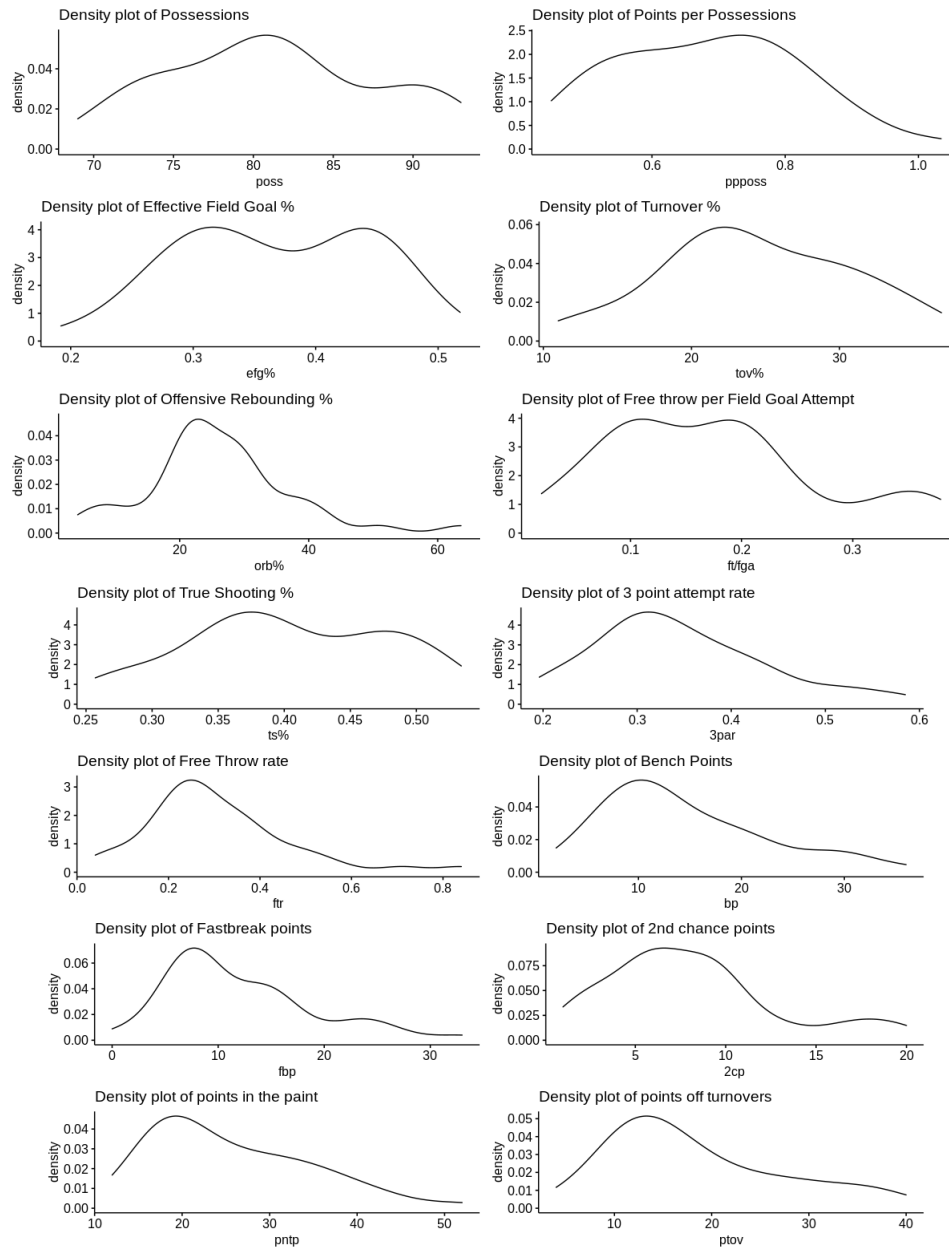 Density plot of Possessions
density
0.04
0.02
0.00
70 75 80 85 90
poss
Density plot of Points per Possessions
density
2.5
2.0
1.5
1.0
0.5
0.0
0.6 0.8 1.0
ppposs
Density plot of Effective Field Goal %
density
4
3
2
1
0
0.2 0.3 0.4 0.5
efg%
Density plot of Turnover %
density
0.06
0.04
0.02
0.00
10 20 30
tov%
Density plot of Offensive Rebounding %
density
0.04
0.03
0.02
0.01
0.00
20 40 60
orb%
Density plot of Free throw per Field Goal Attempt
density
4
3
2
1
0
0.1 0.2 0.3
ft/fga
Density plot of True Shooting %
density
4
3
2
1
0
0.25 0.30 0.35 0.40 0.45 0.50
ts%
Density plot of 3 point attempt rate
density
4
3
2
1
0
0.2 0.3 0.4 0.5 0.6
3par
Density plot of Free Throw rate
density
3
2
1
0
0.0 0.2 0.4 0.6 0.8
ftr
Density plot of Bench Points
density
0.04
0.02
0.00
10 20 30
bp
Density plot of Fastbreak points
density
0.06
0.04
0.02
0.00
0 10 20 30
fbp
Density plot of 2nd chance points
density
0.075
0.050
0.025
0.000
5 10 15 20
2cp
Density plot of points in the paint
density
0.04
0.03
0.02
0.01
0.00
10 20 30 40 50
pntp
Density plot of points off turnovers
density
0.05
0.04
0.03
0.02
0.01
0.00
10 20 30 40
ptov